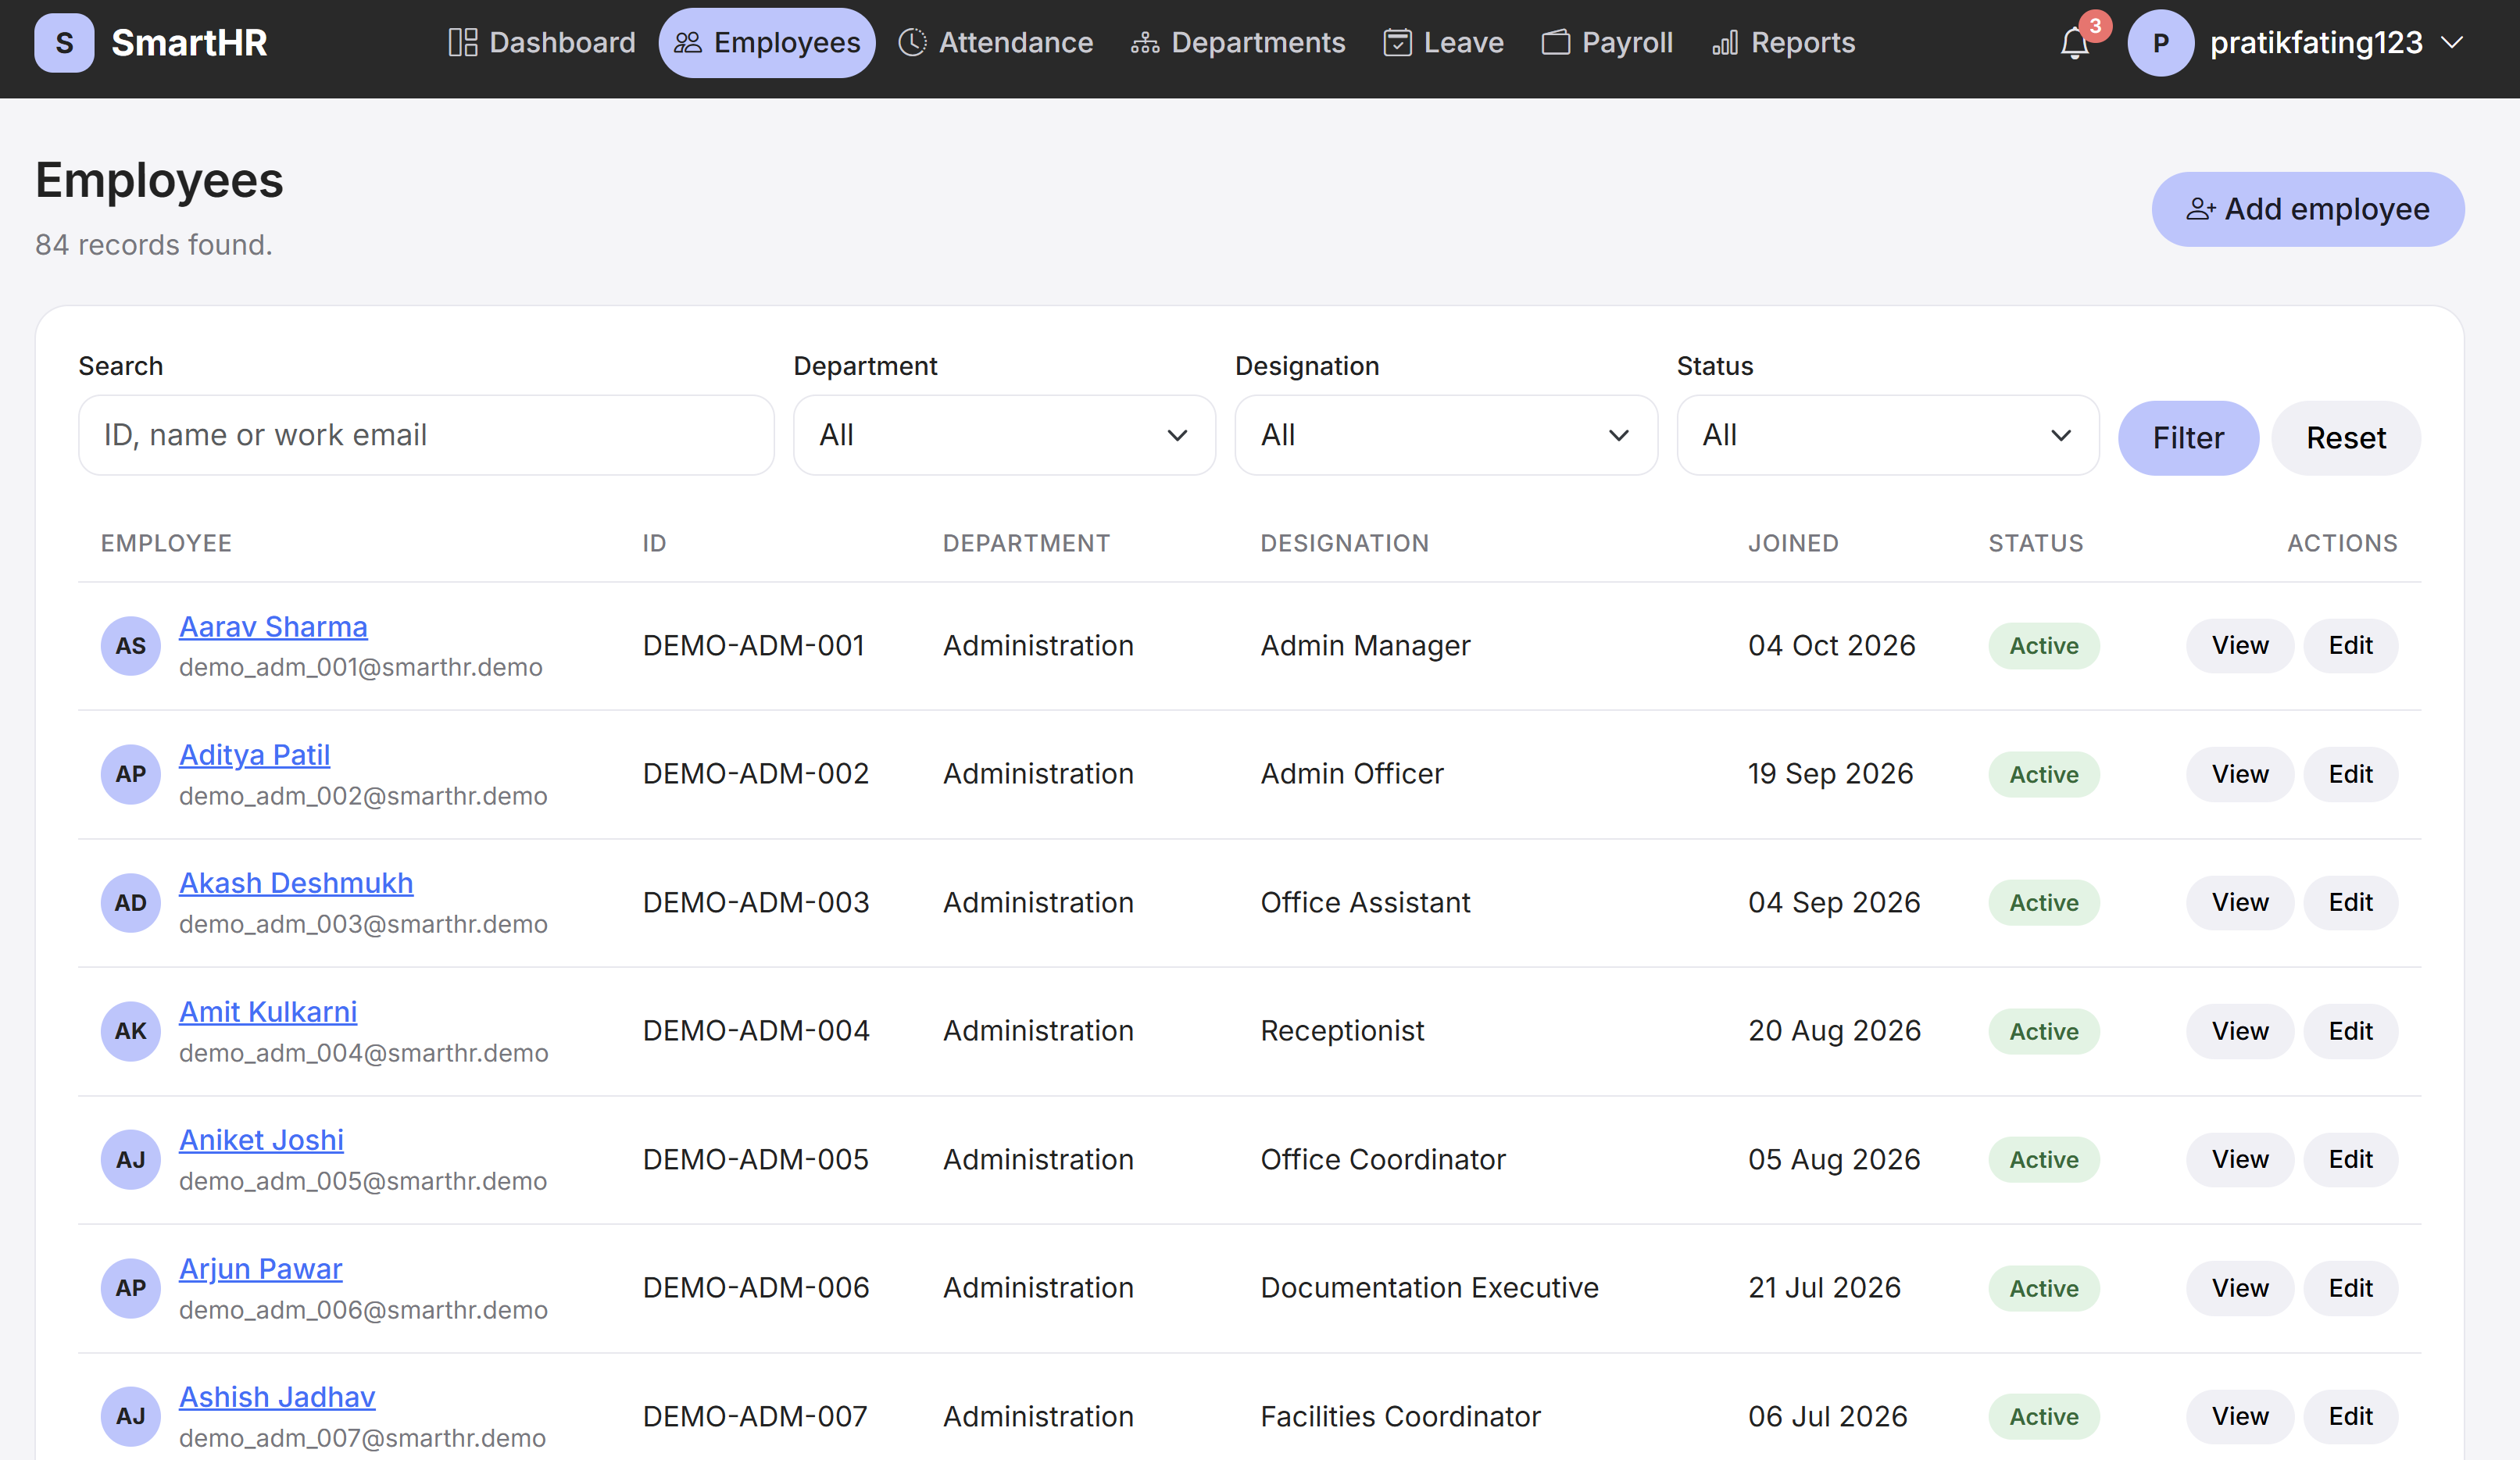 S SmartHR Dashboard Employees Attendance Departments Leave Payroll Reports 3 P pratikfating123
Employees
84 records found.
Add employee
Search Department Designation Status
ID, name or work email All All All Filter Reset
EMPLOYEE ID DEPARTMENT DESIGNATION JOINED STATUS ACTIONS
AS Aarav Sharma DEMO-ADM-001 Administration Admin Manager 04 Oct 2026 Active View Edit
demo_adm_001@smarthr.demo
AP Aditya Patil DEMO-ADM-002 Administration Admin Officer 19 Sep 2026 Active View Edit
demo_adm_002@smarthr.demo
AD Akash Deshmukh DEMO-ADM-003 Administration Office Assistant 04 Sep 2026 Active View Edit
demo_adm_003@smarthr.demo
AK Amit Kulkarni DEMO-ADM-004 Administration Receptionist 20 Aug 2026 Active View Edit
demo_adm_004@smarthr.demo
AJ Aniket Joshi DEMO-ADM-005 Administration Office Coordinator 05 Aug 2026 Active View Edit
demo_adm_005@smarthr.demo
AP Arjun Pawar DEMO-ADM-006 Administration Documentation Executive 21 Jul 2026 Active View Edit
demo_adm_006@smarthr.demo
AJ Ashish Jadhav DEMO-ADM-007 Administration Facilities Coordinator 06 Jul 2026 Active View Edit
demo_adm_007@smarthr.demo